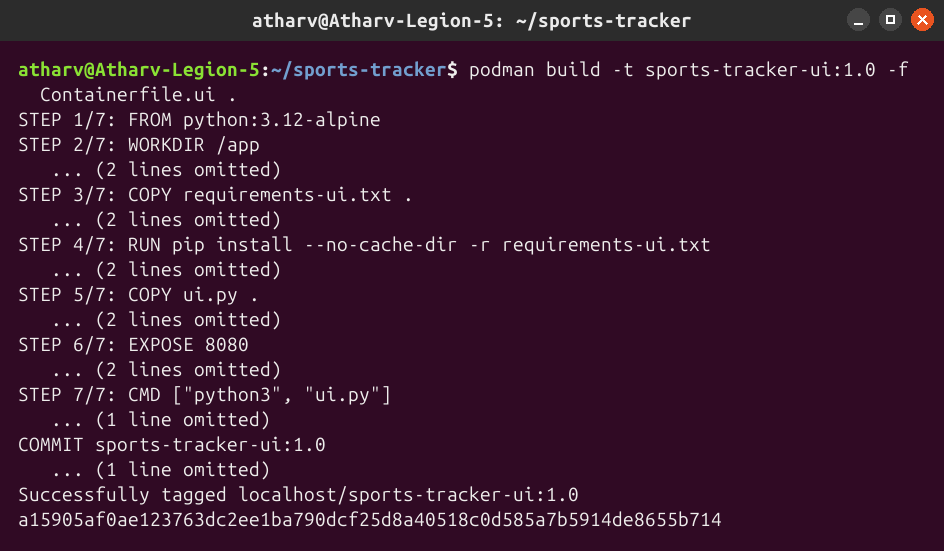 atharv@Atharv-Legion-5: ~/sports-tracker
atharv@Atharv-Legion-5:~/sports-tracker$ podman build -t sports-tracker-ui:1.0 -f
  Containerfile.ui .
STEP 1/7: FROM python:3.12-alpine
STEP 2/7: WORKDIR /app
   ... (2 lines omitted)
STEP 3/7: COPY requirements-ui.txt .
   ... (2 lines omitted)
STEP 4/7: RUN pip install --no-cache-dir -r requirements-ui.txt
   ... (2 lines omitted)
STEP 5/7: COPY ui.py .
   ... (2 lines omitted)
STEP 6/7: EXPOSE 8080
   ... (2 lines omitted)
STEP 7/7: CMD ["python3", "ui.py"]
   ... (1 line omitted)
COMMIT sports-tracker-ui:1.0
   ... (1 line omitted)
Successfully tagged localhost/sports-tracker-ui:1.0
a15905af0ae123763dc2ee1ba790dcf25d8a40518c0d585a7b5914de8655b714